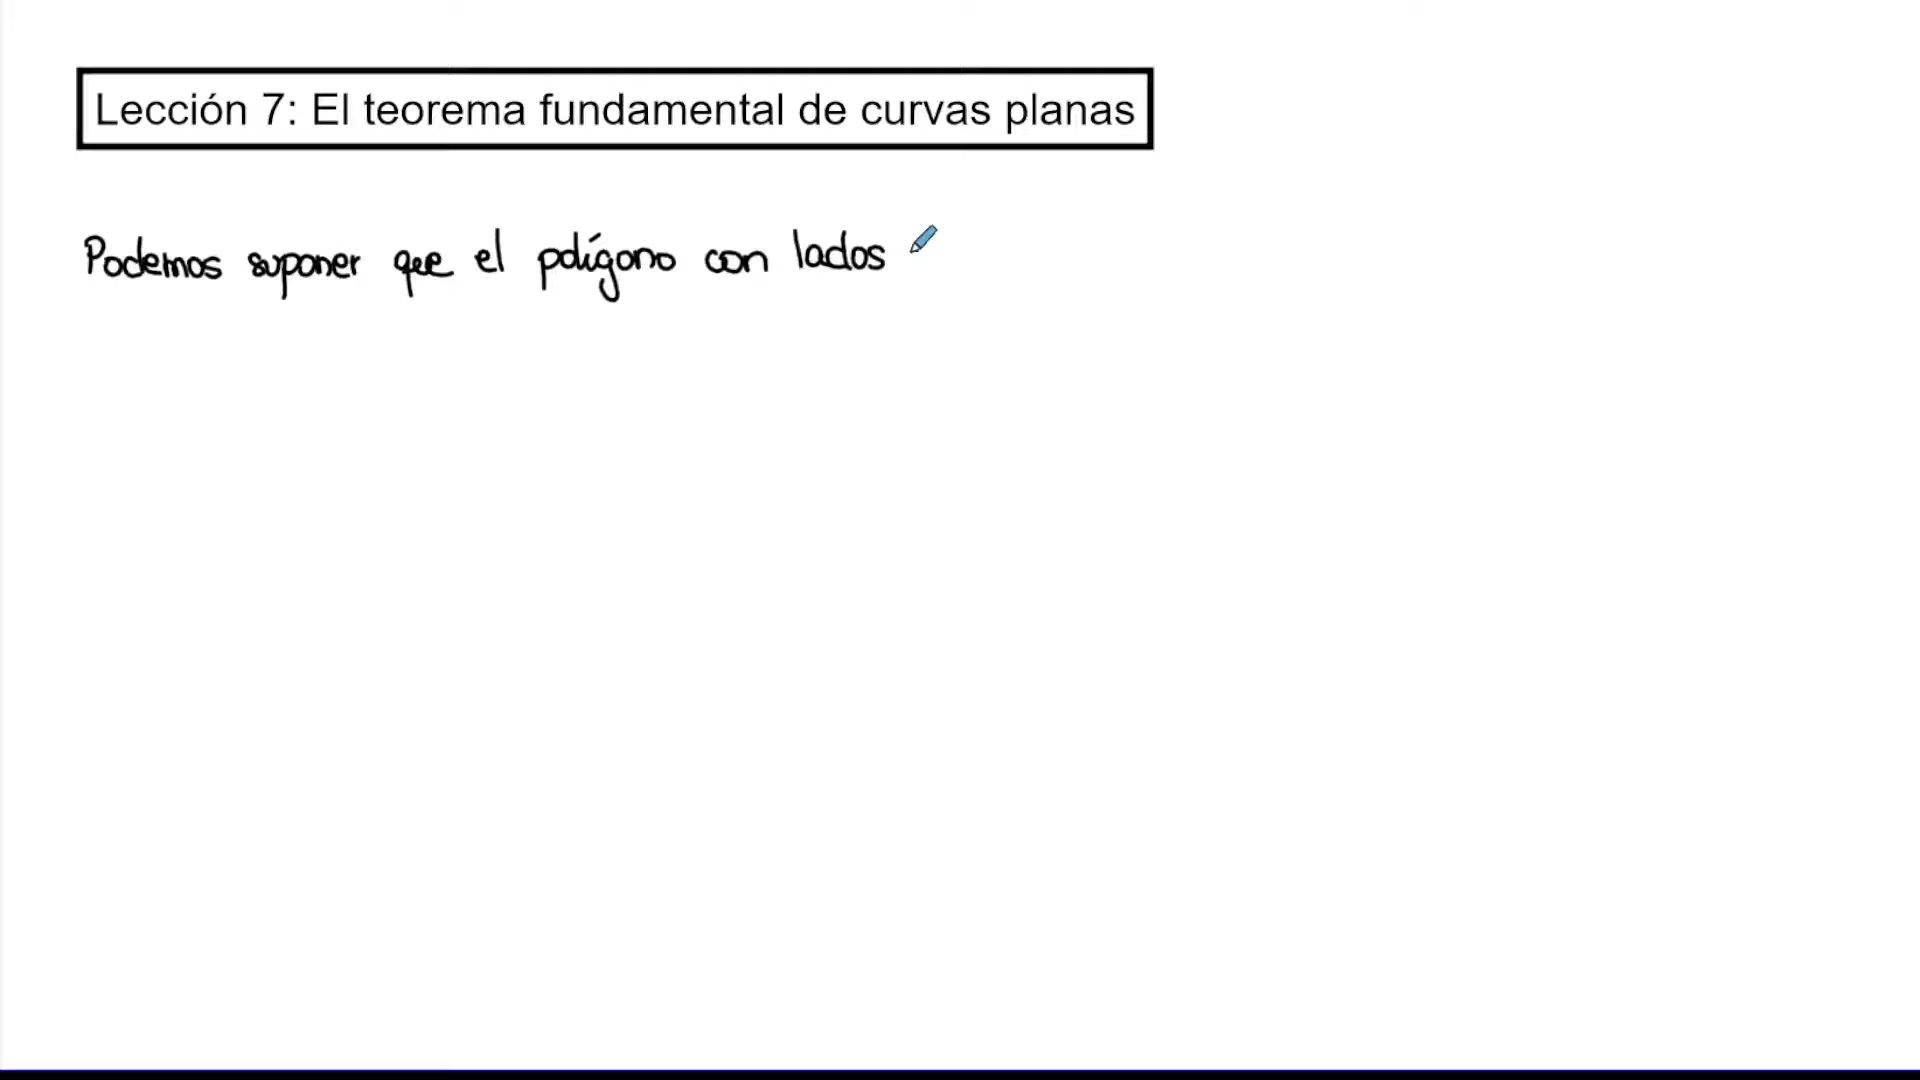 Lección 7: El teorema fundamental de curvas planas
Podemos suponer que el polígono con lados